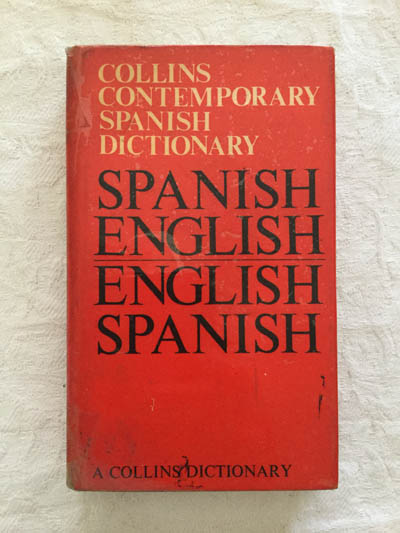 COLLINS
CONTEMPORARY
SPANISH
DICTIONARY
SPANISH
ENGLISH
ENGLISH
SPANISH
A COLLINS DICTIONARY